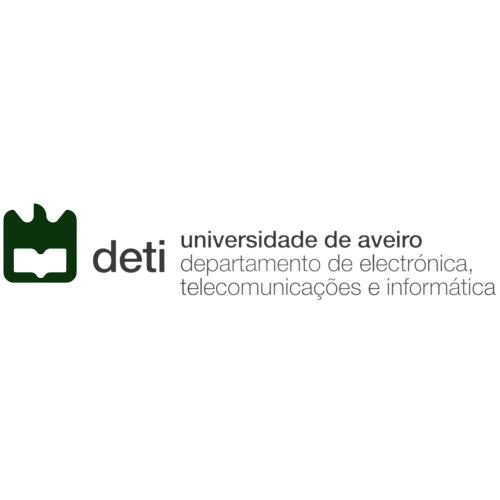 deti
universidade de aveiro
departamento de electrónica,
telecomunicações e informática